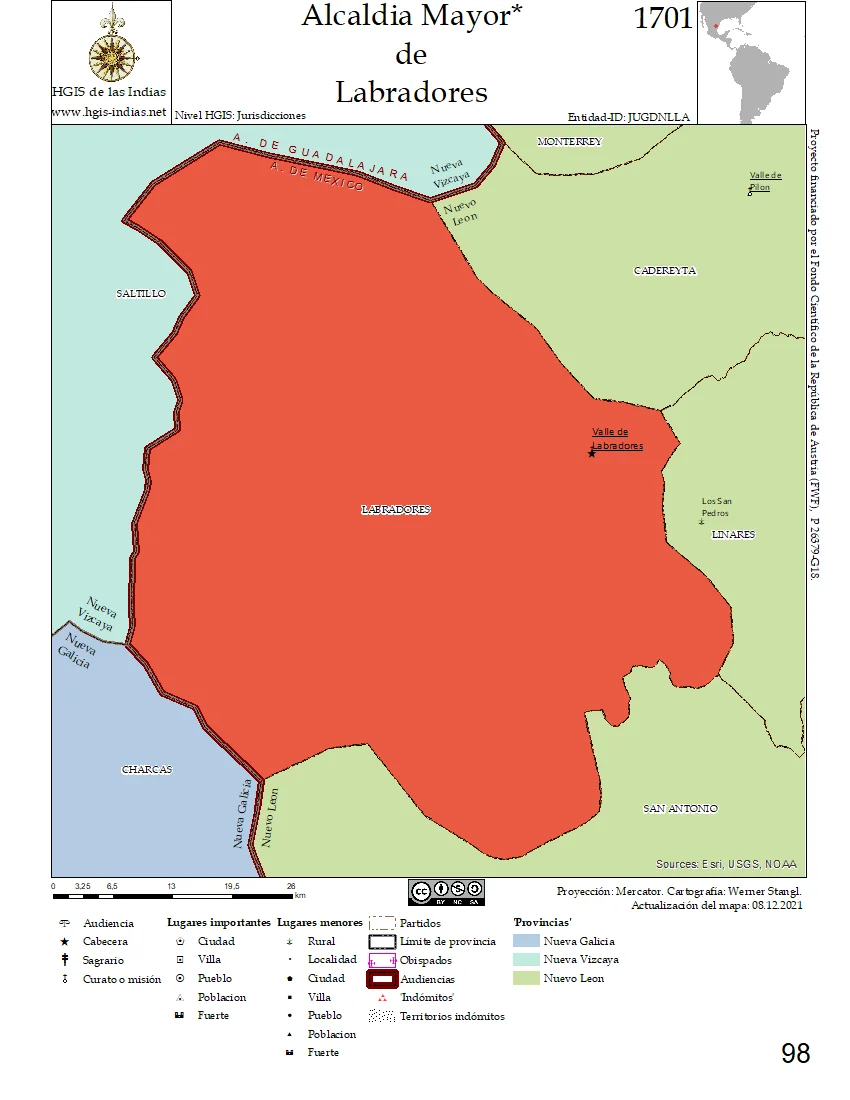 Alcaldia Mayor*
de
Labradores
1701
HGIS de las Indias
www.hgis-indias.net
Nivel HGIS: Jurisdicciones
Entidad-ID: JUGDNLLA
A. DE GUADALAJARA
A. DE MEXICO
Nueva
Vizcaya
Nuevo
Leon
MONTERREY
Valle de
Pilon
CADEREYTA
SALTILLO
Valle de
Labradores
LABRADORES
Los San
Pedros
LINARES
Nueva
Vizcaya
Nueva
Galicia
CHARCAS
Nueva Galicia
Nuevo Leon
SAN ANTONIO
Sources: Esri, USGS, NOAA
Proyecto financiado por el Fondo Científico de la República de Austria (FWF), P 26379-G18.
0 3,25 6,5 13 19,5 26
km
CC BY NC SA
Proyección: Mercator. Cartografía: Werner Stangl.
Actualización del mapa: 08.12.2021
Audiencia
Cabecera
Sagrario
Curato o misión
Lugares importantes
Ciudad
Villa
Pueblo
Poblacion
Fuerte
Lugares menores
Rural
Localidad
Ciudad
Villa
Pueblo
Poblacion
Fuerte
Partidos
Límite de provincia
Obispados
Audiencias
'Indómitos'
Territorios indómitos
'Provincias'
Nueva Galicia
Nueva Vizcaya
Nuevo Leon
98